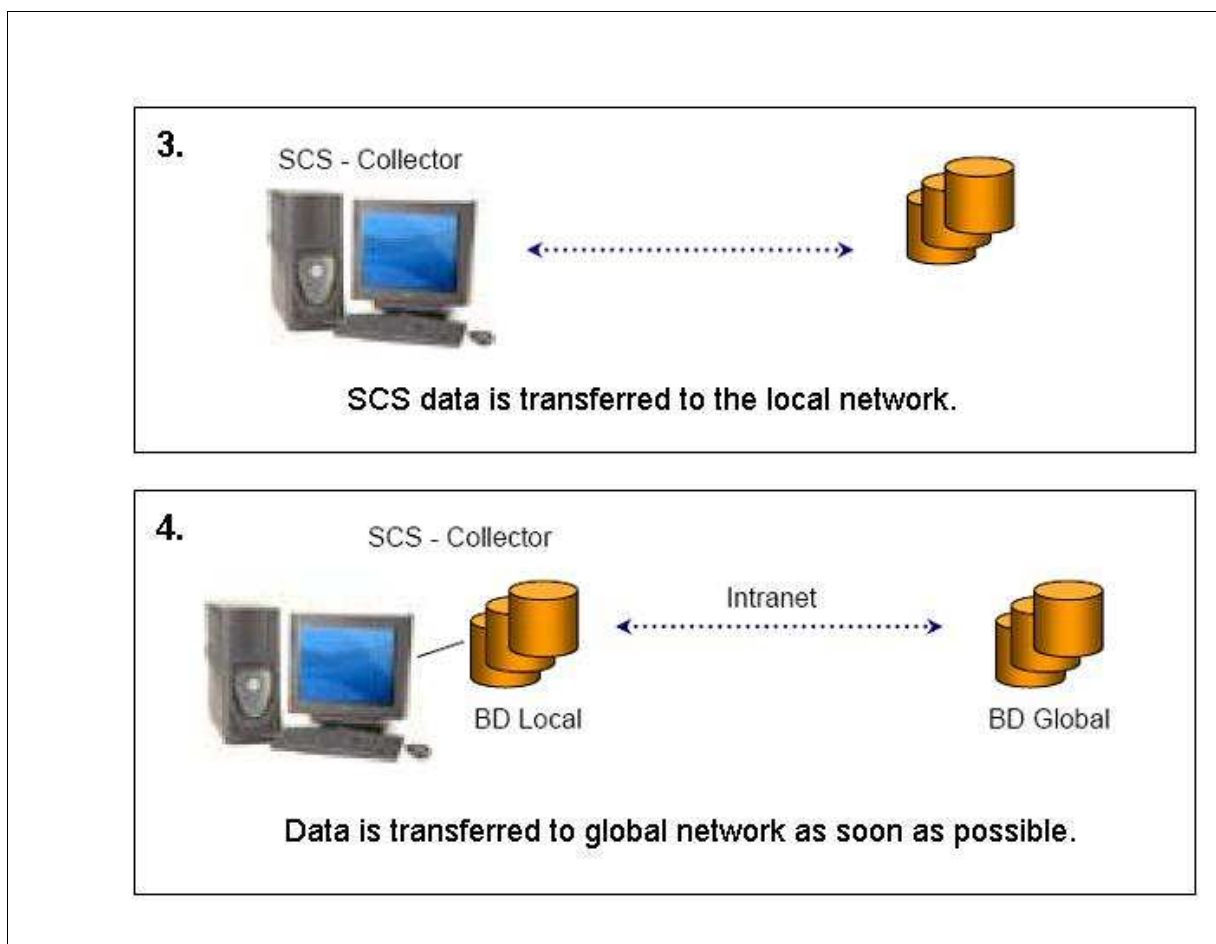 3.
SCS - Collector
SCS data is transferred to the local network.
4.
SCS - Collector
Intranet
BD Local
BD Global
Data is transferred to global network as soon as possible.